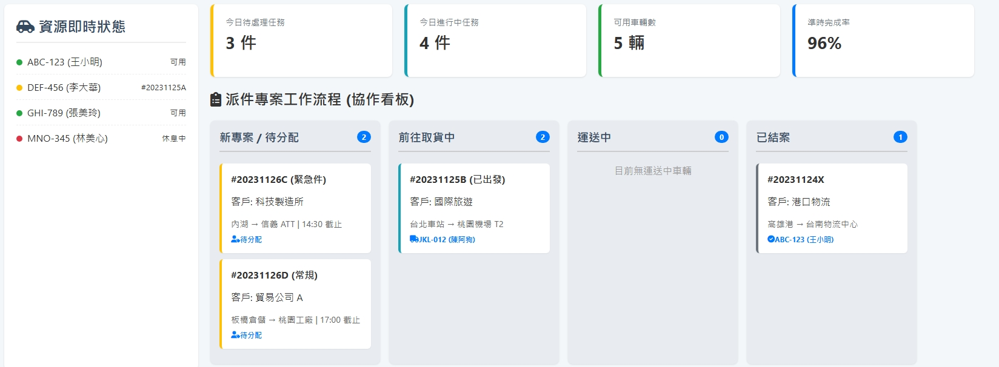 資源即時狀態
ABC-123 (王小明) 可用
DEF-456 (李大華) #20231125A
GHI-789 (張美玲) 可用
MNO-345 (林美心) 休息中
今日待處理任務
3 件
今日進行中任務
4 件
可用車輛數
5 輛
準時完成率
96%
派件專案工作流程 (協作看板)
新專案 / 待分配 2
#20231126C (緊急件)
客戶: 科技製造所
內湖 → 信義 ATT | 14:30 截止
待分配
#20231126D (常規)
客戶: 貿易公司 A
板橋倉儲 → 桃園工廠 | 17:00 截止
待分配
前往取貨中 2
#20231125B (已出發)
客戶: 國際旅遊
台北車站 → 桃園機場 T2
JKL-012 (陳阿狗)
運送中 0
目前無運送中車輛
已結案 1
#20231124X
客戶: 港口物流
高雄港 → 台南物流中心
ABC-123 (王小明)